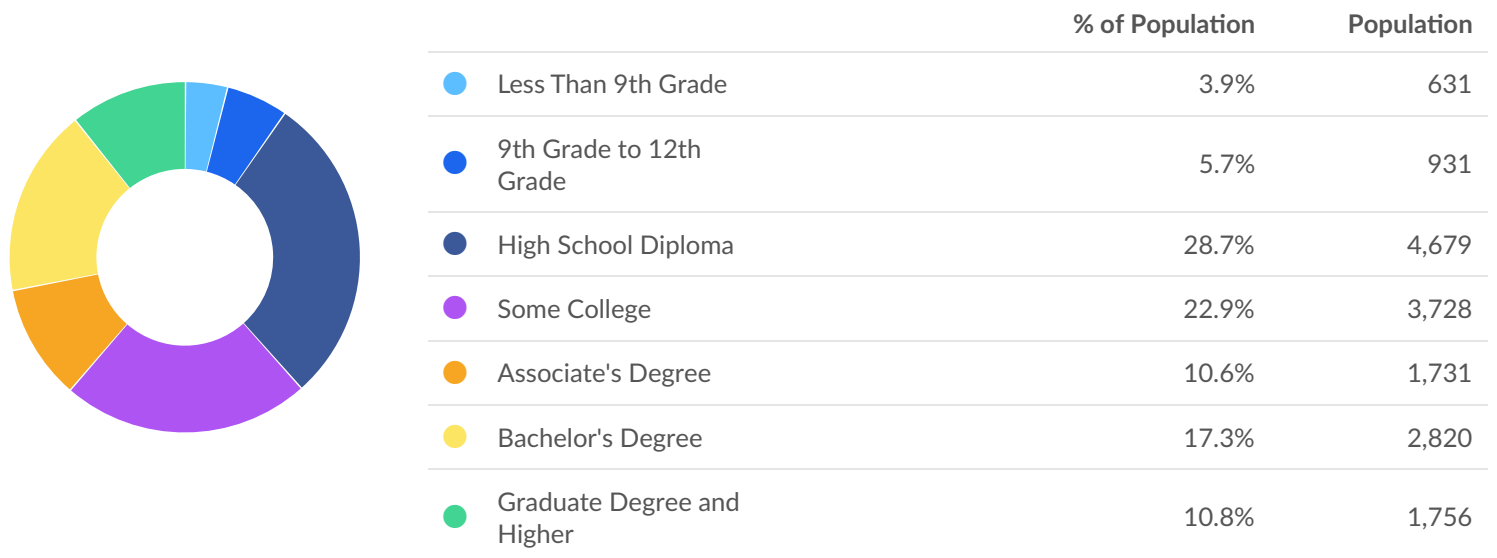 % of Population Population
Less Than 9th Grade 3.9% 631
9th Grade to 12th
Grade 5.7% 931
High School Diploma 28.7% 4,679
Some College 22.9% 3,728
Associate's Degree 10.6% 1,731
Bachelor's Degree 17.3% 2,820
Graduate Degree and
Higher 10.8% 1,756